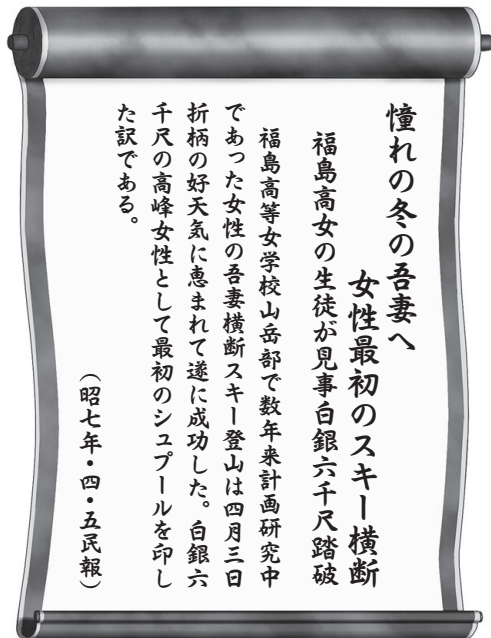 憧れの冬の吾妻へ
女性最初のスキー横断
福島高女の生徒が見事白銀六千尺踏破
福島高等女学校山岳部で数年来計画研究中
であった女性の吾妻横断スキー登山は四月三日
折柄の好天気に恵まれて遂に成功した。白銀六
千尺の高峰女性として最初のシュプールを印し
た訳である。
（昭七年・四・五民報）